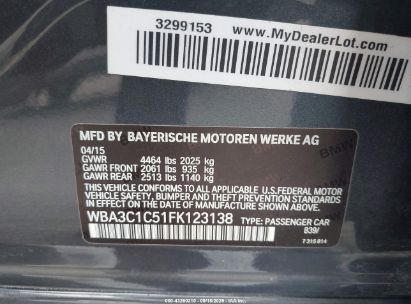 3299153
www.MyDealerLot.com
MFD BY BAYERISCHE MOTOREN WERKE AG
04/15
GVWR 4464 lbs 2025 kg
GAWR FRONT 2061 lbs 935 kg
GAWR REAR 2513 lbs 1140 kg
THIS VEHICLE CONFORMS TO ALL APPLICABLE U.S.FEDERAL MOTOR
VEHICLE SAFETY, BUMPER, AND THEFT PREVENTION STANDARDS
IN EFFECT ON THE DATE OF MANUFACTURE SHOWN ABOVE.
WBA3C1C51FK123138 TYPE: PASSENGER CAR
B39/
7 315 814